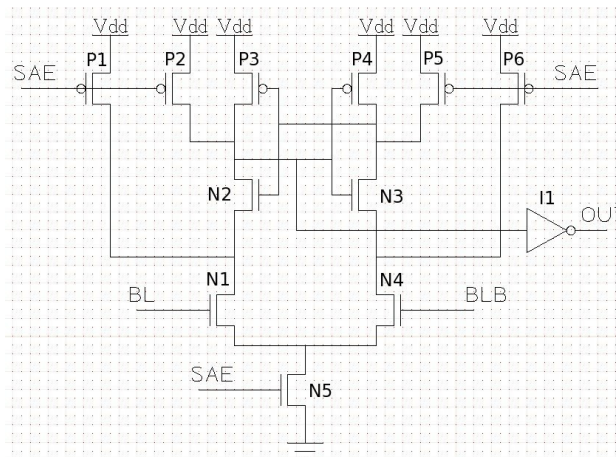 Vdd Vdd Vdd Vdd Vdd Vdd
P1 P2 P3 P4 P5 P6
SAE SAE
N2 N3
I1
OUT
N1 N4
BL BLB
SAE
N5